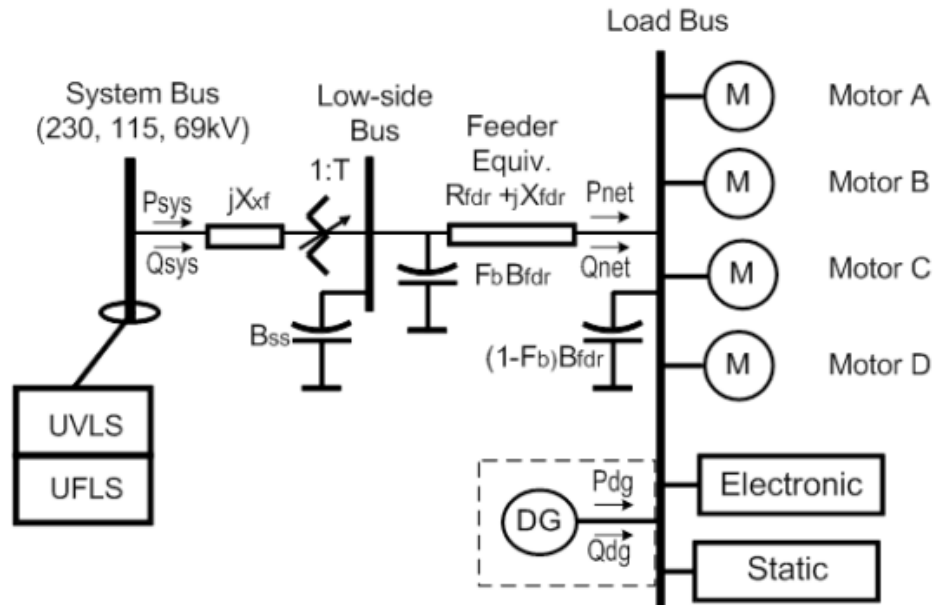 Load Bus
System Bus
(230, 115, 69kV)
Low-side
Bus
Feeder
Equiv.
Rfdr +jXfdr
1:T
Psys
Qsys
jXxf
Pnet
Qnet
FbBfdr
Bss
(1-Fb)Bfdr
M
Motor A
M
Motor B
M
Motor C
M
Motor D
UVLS
UFLS
Pdg
DG
Qdg
Electronic
Static